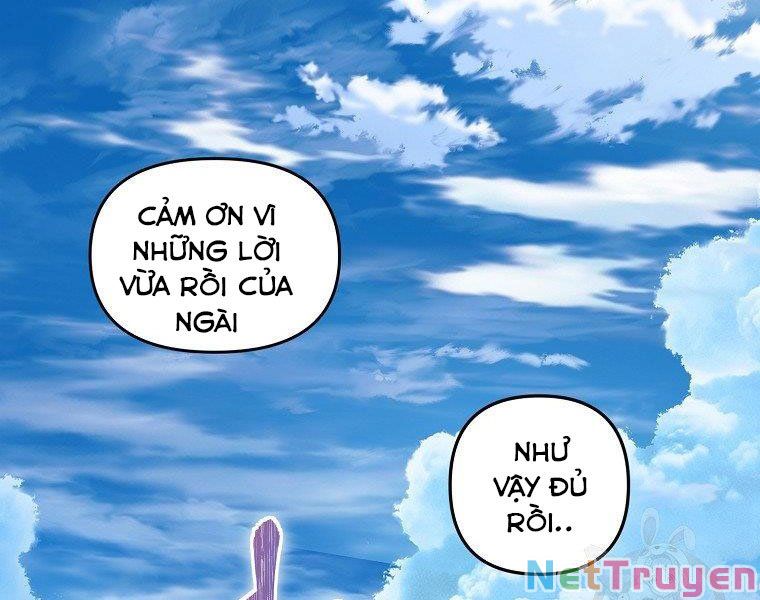 CẢM ƠN VÌ
NHỮNG LỜI
VỪA RỒI CỦA
NGÀI
NHƯ
VẬY ĐỦ
RỒI..
NetTruyen